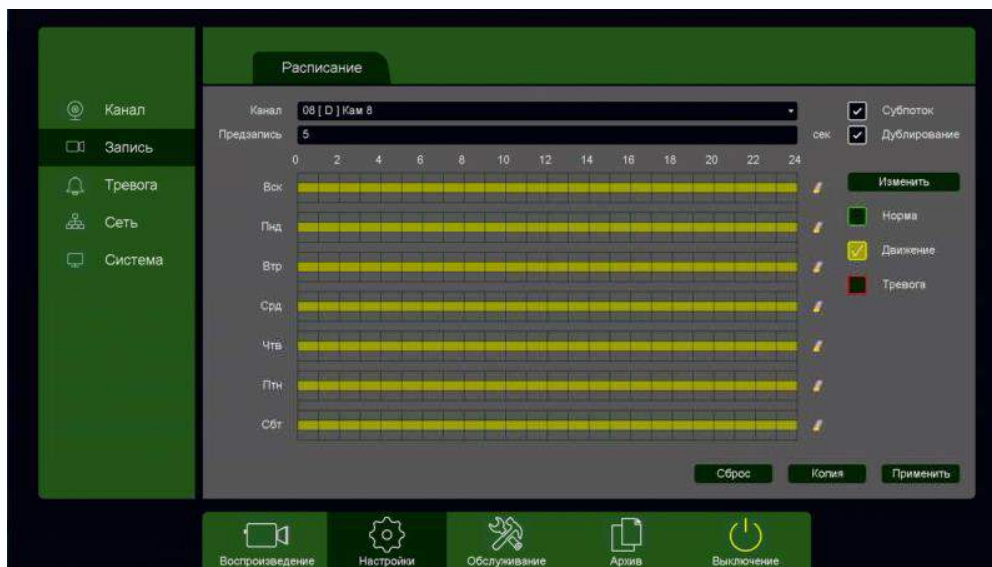 Расписание
Канал
Запись
Тревога
Сеть
Система
Канал 08 [ D ] Кам 8 Субпоток
Предзапись 5 сек Дублирование
0 2 4 6 8 10 12 14 16 18 20 22 24
Вск Изменить
Пнд Норма
Втр Движение
Срд Тревога
Чтв
Птн
Сбт
Сброс Копия Применить
Воспроизведение Настройки Обслуживание Архив Выключение